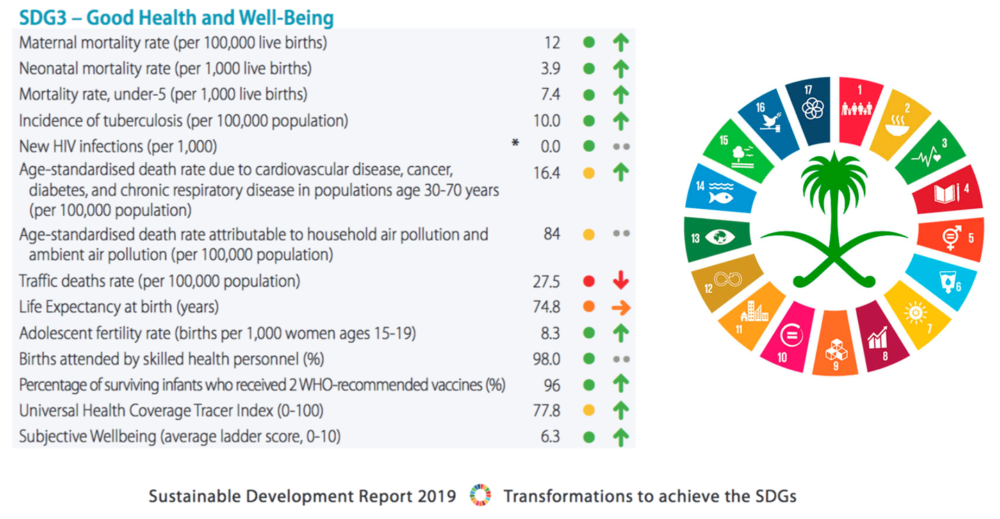 SDG3 – Good Health and Well-Being
Maternal mortality rate (per 100,000 live births) 12
Neonatal mortality rate (per 1,000 live births) 3.9
Mortality rate, under-5 (per 1,000 live births) 7.4
Incidence of tuberculosis (per 100,000 population) 10.0
New HIV infections (per 1,000) * 0.0
Age-standardised death rate due to cardiovascular disease, cancer, 16.4
diabetes, and chronic respiratory disease in populations age 30-70 years
(per 100,000 population)
Age-standardised death rate attributable to household air pollution and 84
ambient air pollution (per 100,000 population)
Traffic deaths rate (per 100,000 population) 27.5
Life Expectancy at birth (years) 74.8
Adolescent fertility rate (births per 1,000 women ages 15-19) 8.3
Births attended by skilled health personnel (%) 98.0
Percentage of surviving infants who received 2 WHO-recommended vaccines (%) 96
Universal Health Coverage Tracer Index (0-100) 77.8
Subjective Wellbeing (average ladder score, 0-10) 6.3
1
2
3
4
5
6
7
8
9
10
11
12
13
14
15
16
17
Sustainable Development Report 2019 Transformations to achieve the SDGs